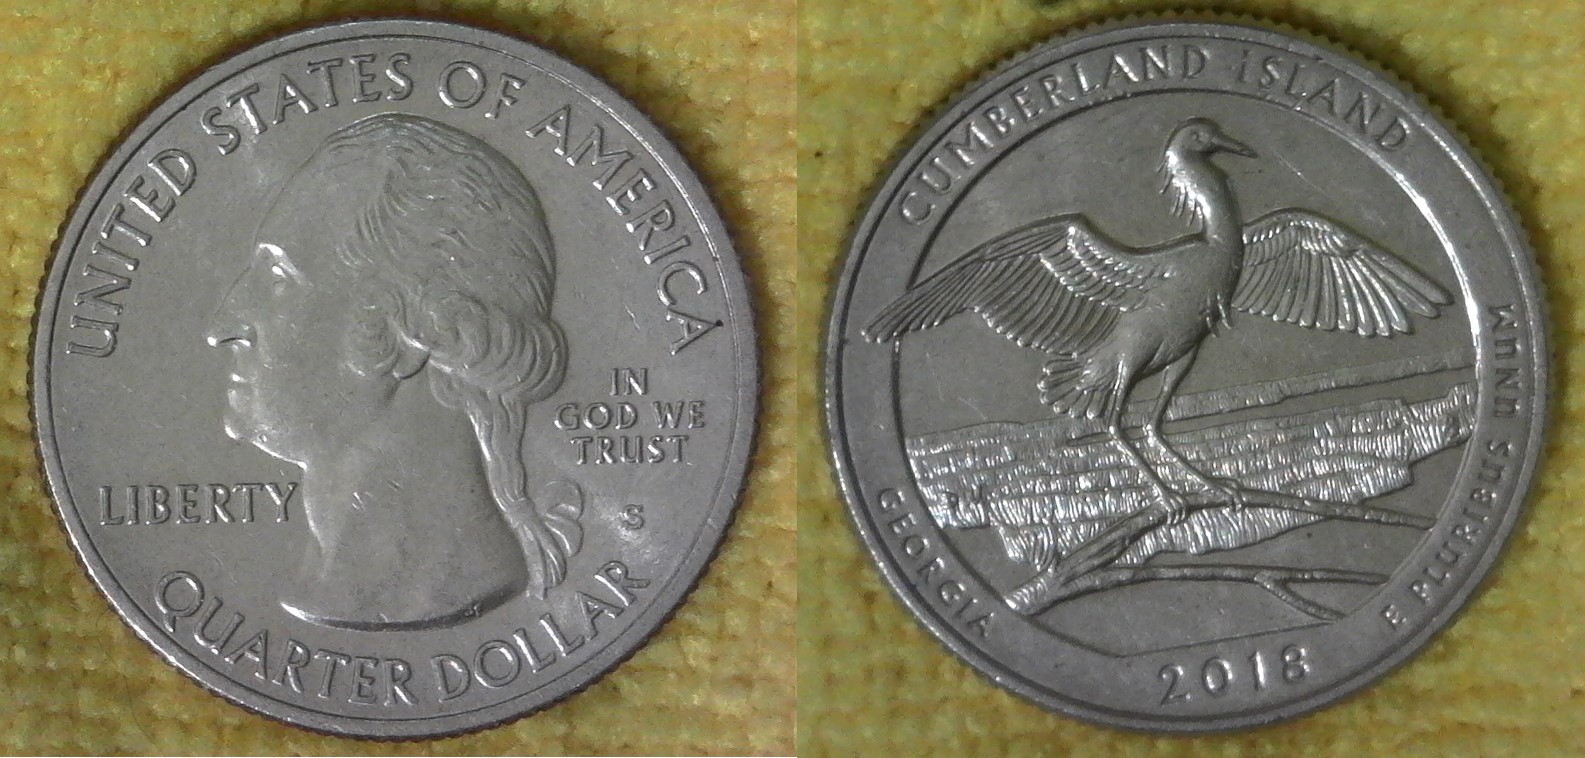 UNITED STATES OF AMERICA
IN
GOD WE
TRUST
LIBERTY
S
QUARTER DOLLAR
CUMBERLAND ISLAND
GEORGIA
2018
E PLURIBUS UNUM